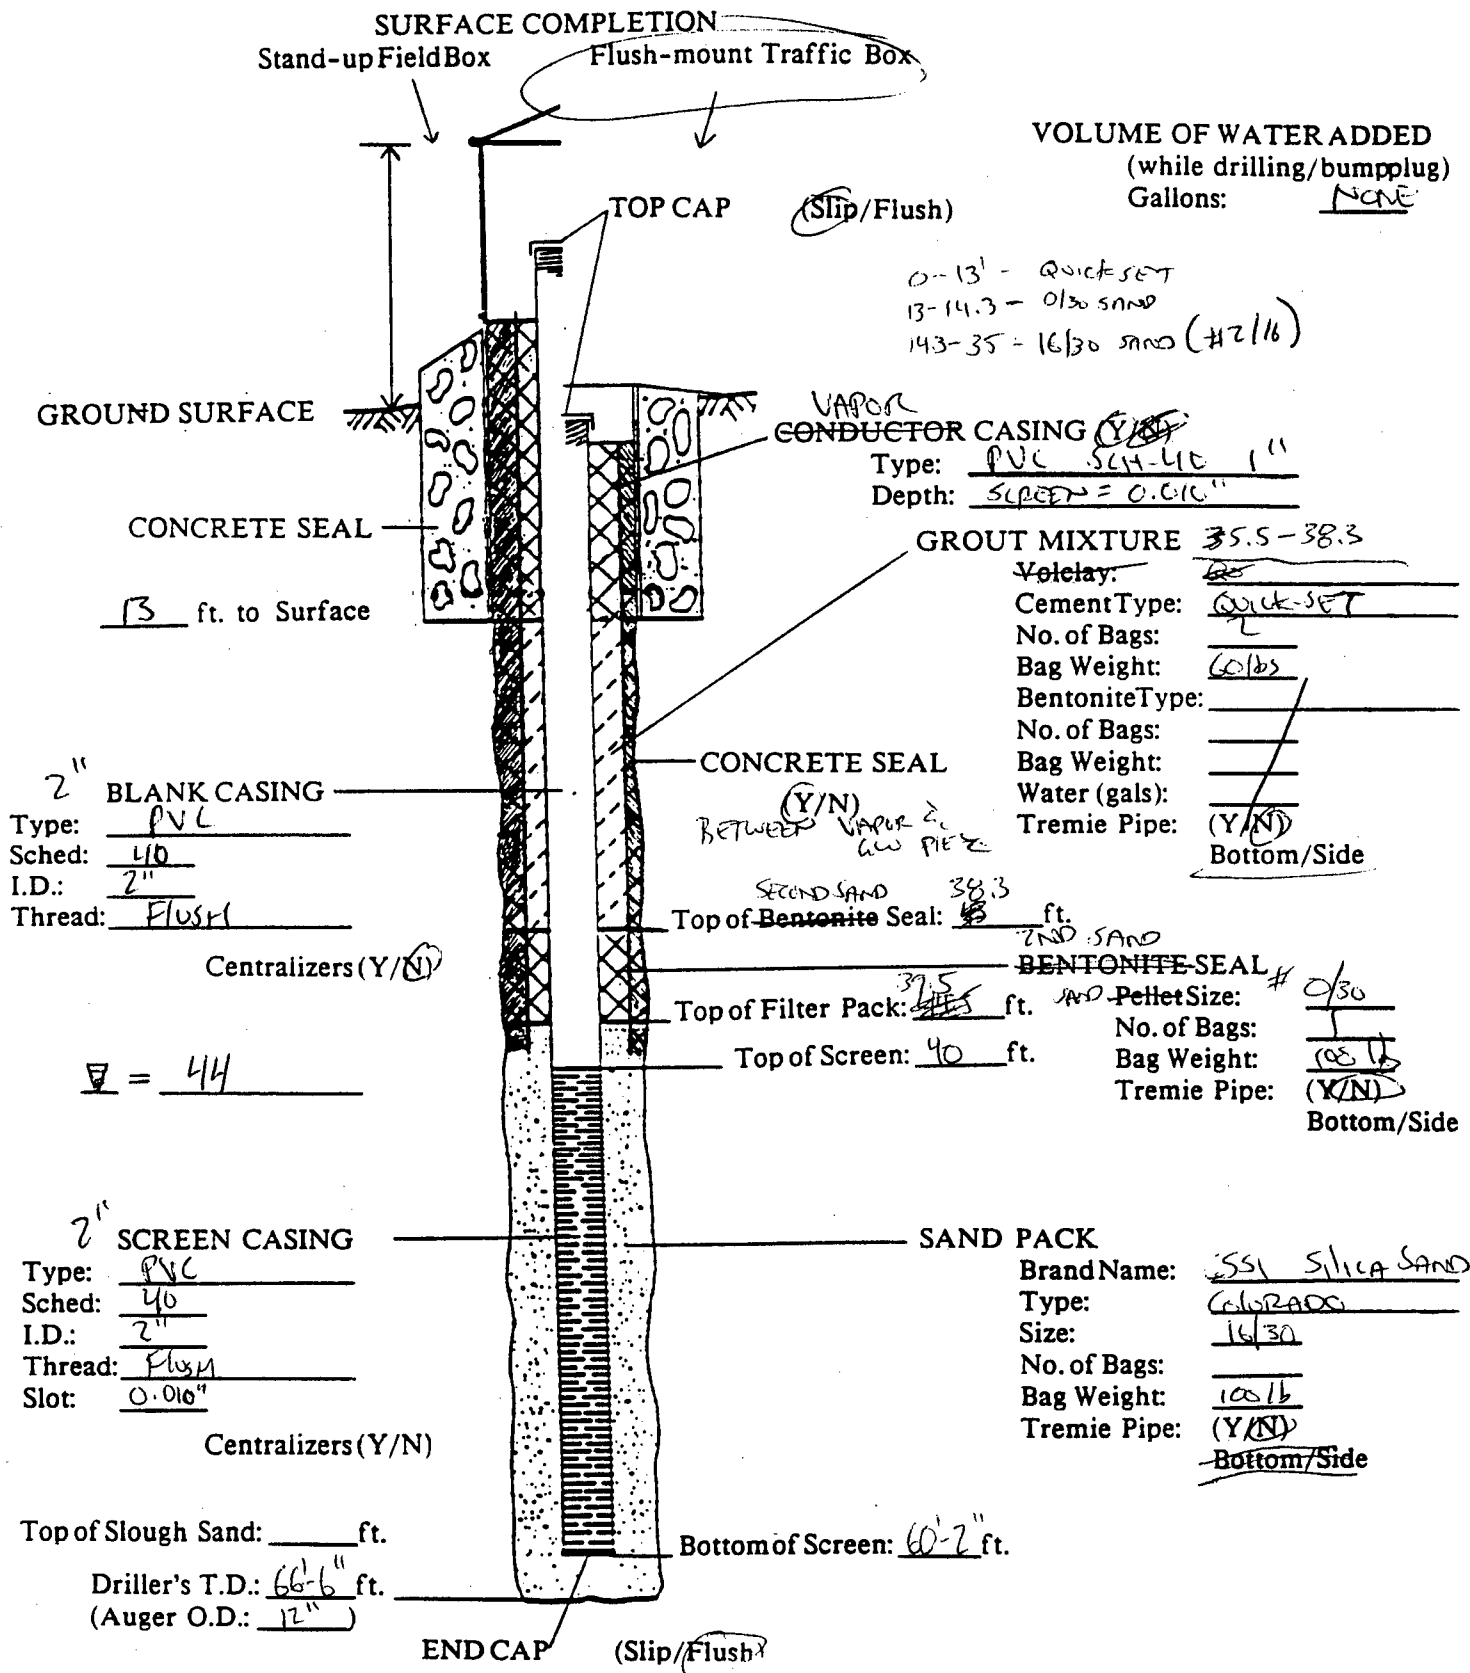 SURFACE COMPLETION
Stand-up Field Box Flush-mount Traffic Box
VOLUME OF WATER ADDED
(while drilling/bumpplug)
Gallons: NONE
TOP CAP (Slip/Flush)
0-13' - QUICKSET
13-14.3 - 0/30 SAND
14.3-35 - 16/30 SAND (#2/16)
GROUND SURFACE
VAPOR
CONDUCTOR CASING (Y/N)
Type: PVC SCH-40 1"
Depth: SCREEN = 0.010"
CONCRETE SEAL
GROUT MIXTURE 35.5-38.3
Volclay:
Cement Type: QUICK-SET
No. of Bags: 2
Bag Weight: 60 lbs
Bentonite Type:
No. of Bags:
Bag Weight:
Water (gals):
Tremie Pipe: (Y/N)
Bottom/Side
13 ft. to Surface
2" BLANK CASING
Type: PVC
Sched: 40
I.D.: 2"
Thread: Flush
Centralizers (Y/N)
CONCRETE SEAL
(Y/N)
BETWEEN VAPOR &
GW PIEZ
SECOND SAND 38.3
Top of Bentonite Seal: ft.
2ND SAND
BENTONITE SEAL
SAND Pellet Size: # 0/30
No. of Bags: 1
Bag Weight: 100 lb
Tremie Pipe: (Y/N)
Bottom/Side
Top of Filter Pack: 39.5 ft.
Top of Screen: 40 ft.
= 44
2" SCREEN CASING
Type: PVC
Sched: 40
I.D.: 2"
Thread: Flush
Slot: 0.010"
Centralizers (Y/N)
SAND PACK
Brand Name: SSI SILICA SAND
Type: COLORADO
Size: 16/30
No. of Bags:
Bag Weight: 100 lb
Tremie Pipe: (Y/N)
Bottom/Side
Top of Slough Sand: ft.
Bottom of Screen: 60'-2" ft.
Driller's T.D.: 66'-6" ft.
(Auger O.D.: 12" )
END CAP (Slip/Flush)